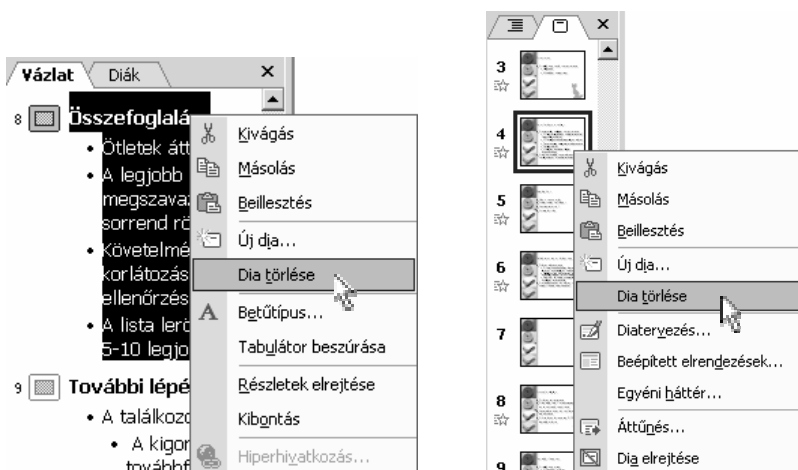 Vázlat
Diák
8
Összefoglalá
• Ötletek átt
• A legjobb
megszavaz
sorrend rö
• Követelmé
korlátozás
ellenőrzés
• A lista lerö
5-10 legjo
9
További lépé
• A találkozó
• A kigor
továbbf
Kivágás
Másolás
Beillesztés
Új dia...
Dia törlése
Betűtípus...
Tabulátor beszúrása
Részletek elrejtése
Kibontás
Hiperhivatkozás...
3
4
5
6
7
8
9
Kivágás
Másolás
Beillesztés
Új dia...
Dia törlése
Diatervezés...
Beépített elrendezések...
Egyéni háttér...
Áttűnés...
Dia elrejtése